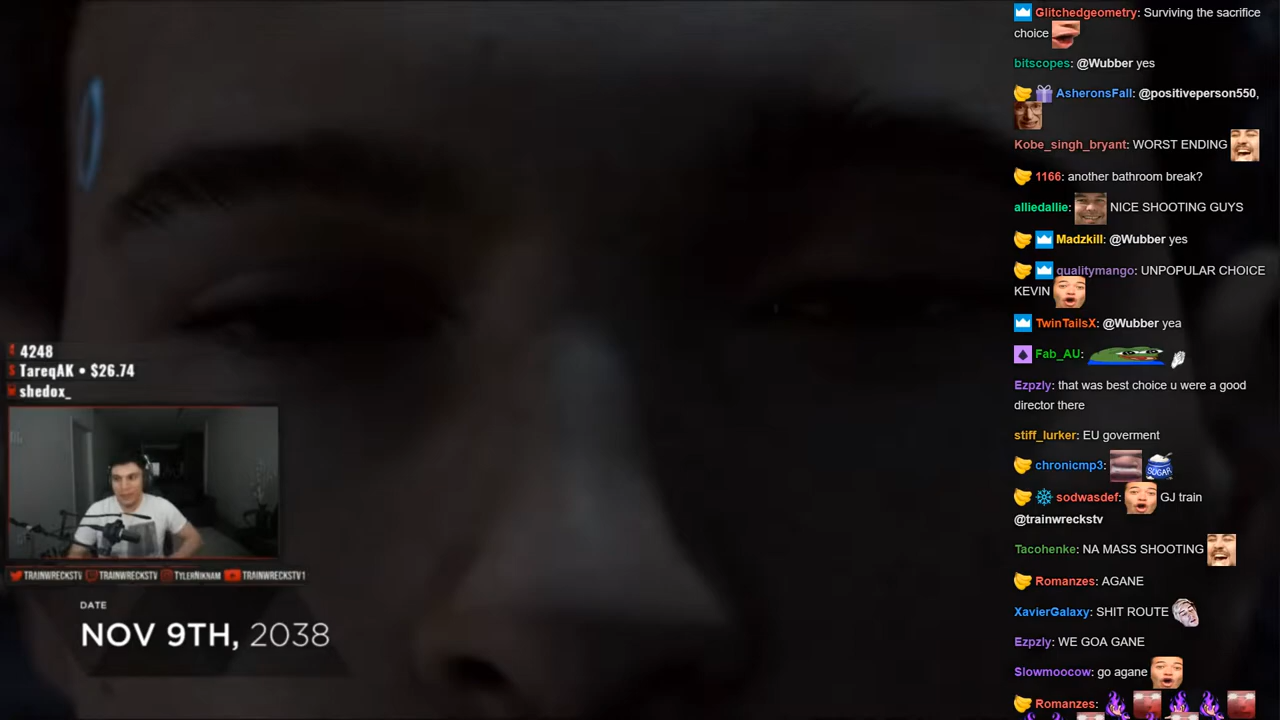 4248
TareqAK • $26.74
shedox_
TRAINWRECKSTV TRAINWRECKSTV TYLERNIKNAM TRAINWRECKSTV1
DATE
NOV 9TH, 2038
Glitchedgeometry: Surviving the sacrifice
choice
bitscopes: @Wubber yes
AsheronsFall: @positiveperson550,
Kobe_singh_bryant: WORST ENDING
1166: another bathroom break?
alliedallie: NICE SHOOTING GUYS
Madzkill: @Wubber yes
qualitymango: UNPOPULAR CHOICE
KEVIN
TwinTailsX: @Wubber yea
Fab_AU:
Ezpzly: that was best choice u were a good
director there
stiff_lurker: EU goverment
chronicmp3:
SUGAR
sodwasdef: GJ train
@trainwreckstv
Tacohenke: NA MASS SHOOTING
Romanzes: AGANE
XavierGalaxy: SHIT ROUTE
Ezpzly: WE GOA GANE
Slowmoocow: go agane
Romanzes: